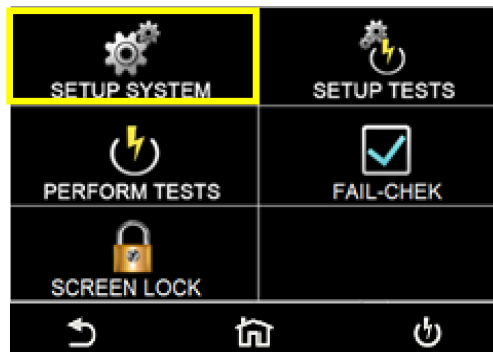 SETUP SYSTEM
SETUP TESTS
PERFORM TESTS
FAIL-CHEK
SCREEN LOCK